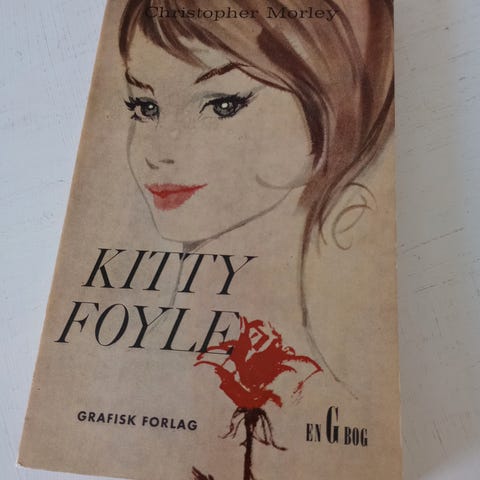 Christopher Morley
KITTY
FOYLE
GRAFISK FORLAG
EN G BOG